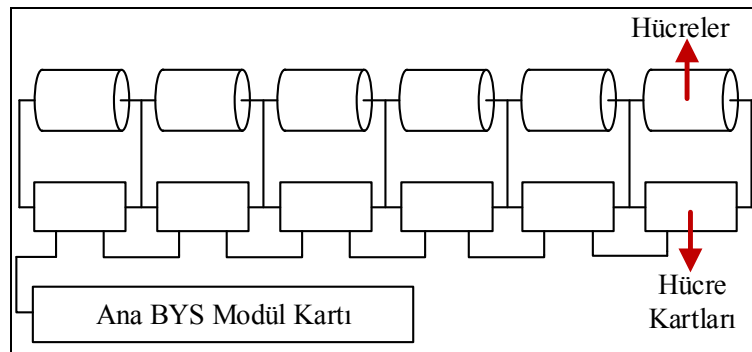 Hücreler
Ana BYS Modül Kartı
Hücre
Kartları